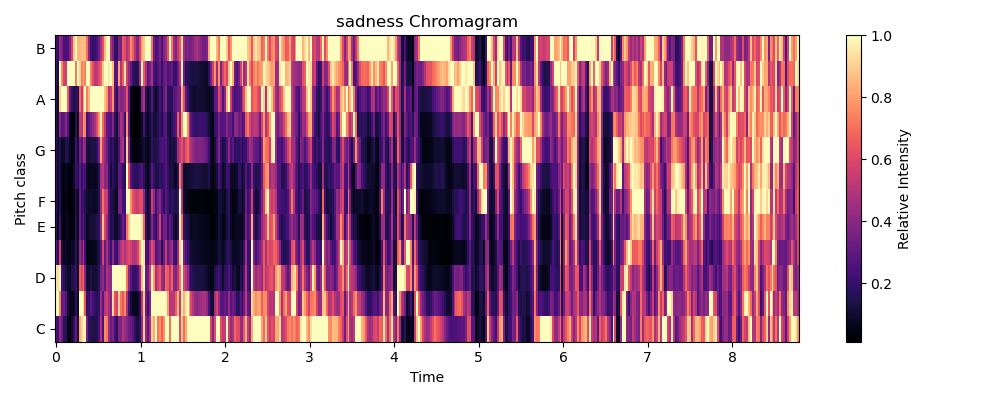 sadness Chromagram
Pitch class
B
A
G
F
E
D
C
0 1 2 3 4 5 6 7 8
Time
1.0
0.8
0.6
0.4
0.2
Relative Intensity